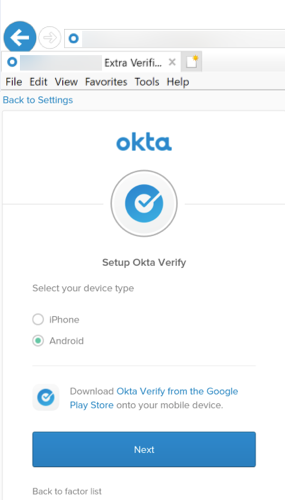 Extra Verifi...
File Edit View Favorites Tools Help
Back to Settings
okta
Setup Okta Verify
Select your device type
iPhone
Android
Download Okta Verify from the Google
Play Store onto your mobile device.
Next
Back to factor list